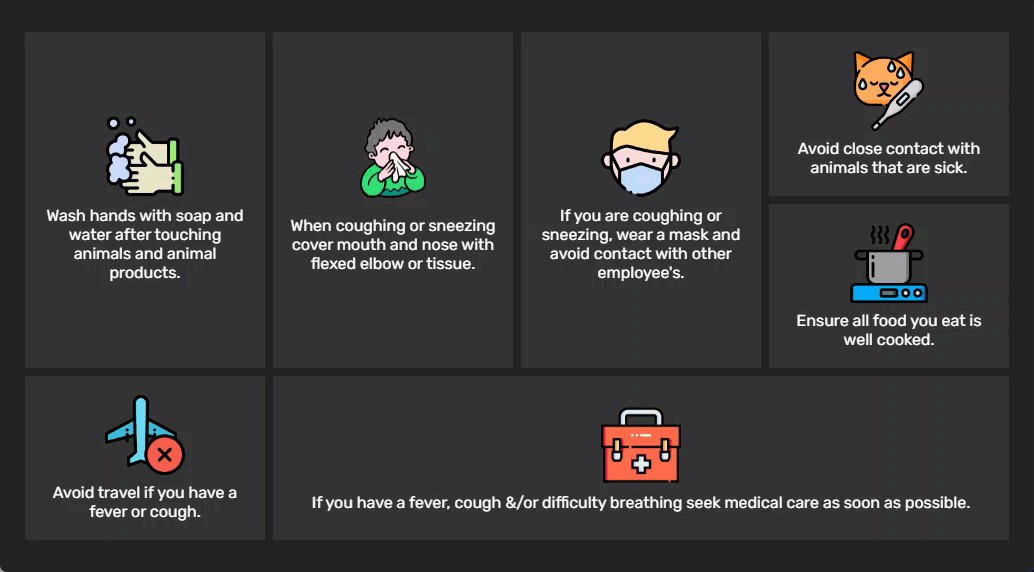 Wash hands with soap and
water after touching
animals and animal
products.
When coughing or sneezing
cover mouth and nose with
flexed elbow or tissue.
If you are coughing or
sneezing, wear a mask and
avoid contact with other
employee's.
Avoid close contact with
animals that are sick.
Ensure all food you eat is
well cooked.
Avoid travel if you have a
fever or cough.
If you have a fever, cough &/or difficulty breathing seek medical care as soon as possible.